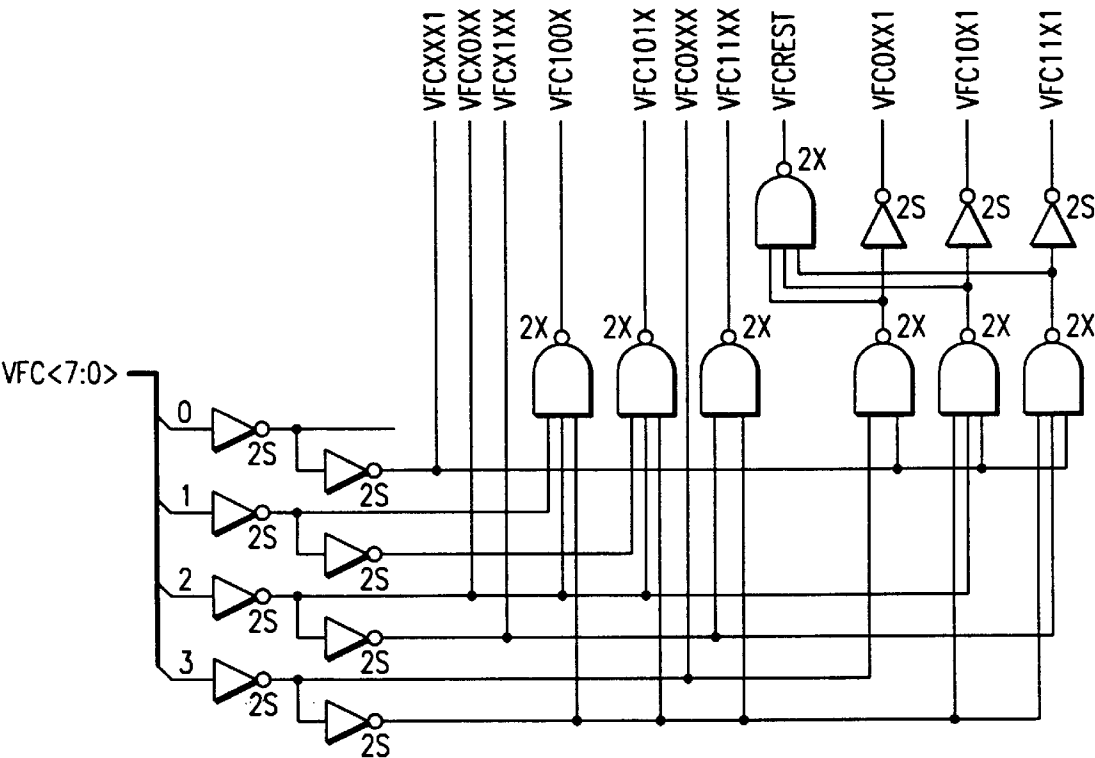 VFCXXX1
VFCX0XX
VFCX1XX
VFC100X
VFC101X
VFC0XXX
VFC11XX
VFCREST
VFC0XX1
VFC10X1
VFC11X1
2X
2S
2S
2S
2X
2X
2X
2X
2X
2X
VFC<7:0>
0
2S
2S
1
2S
2S
2
2S
2S
3
2S
2S